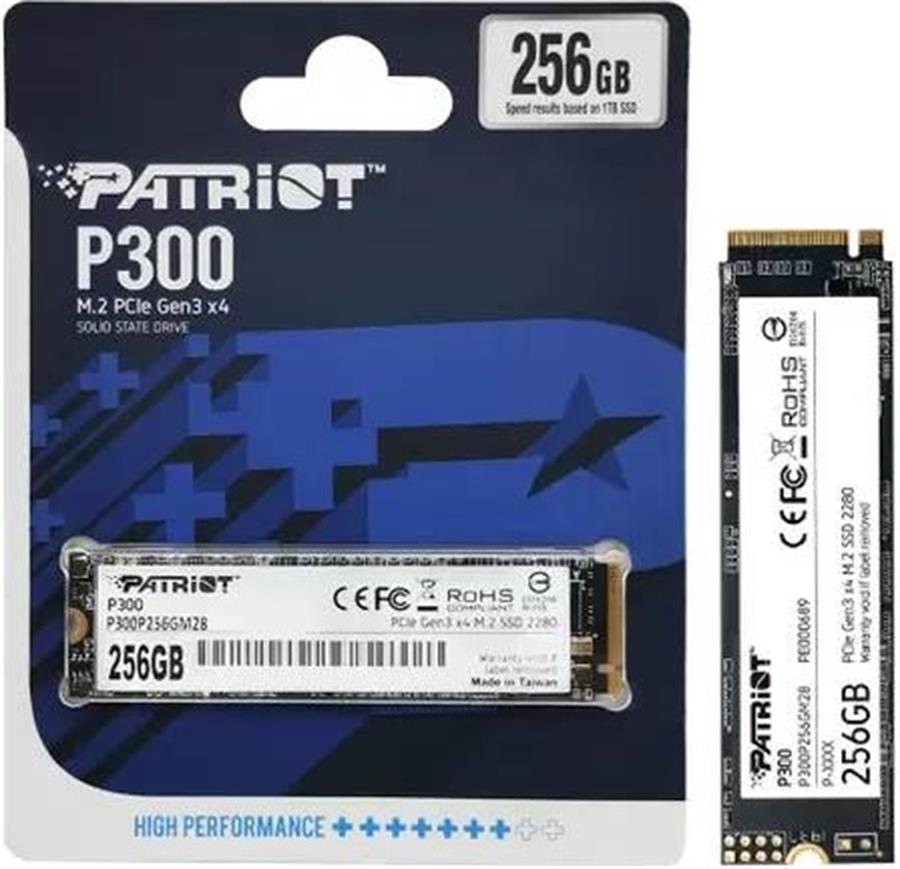 256GB
Speed results based on 1TB SSD
PATRIOT™
P300
M.2 PCIe Gen3 x4
SOLID STATE DRIVE
PATRIOT
P300
P300P256GM28
256GB
CE FC RoHS
COMPLIANT
PCIe Gen3 x4 M.2 SSD 2280
Warranty void if
label removed
Made in Taiwan
HIGH PERFORMANCE
PATRIOT
P300
P300P256GM28 PE000689
P-XXXX
256GB
CE FC RoHS
COMPLIANT
PCIe Gen3 x4 M.2 SSD 2280
Warranty void if label removed